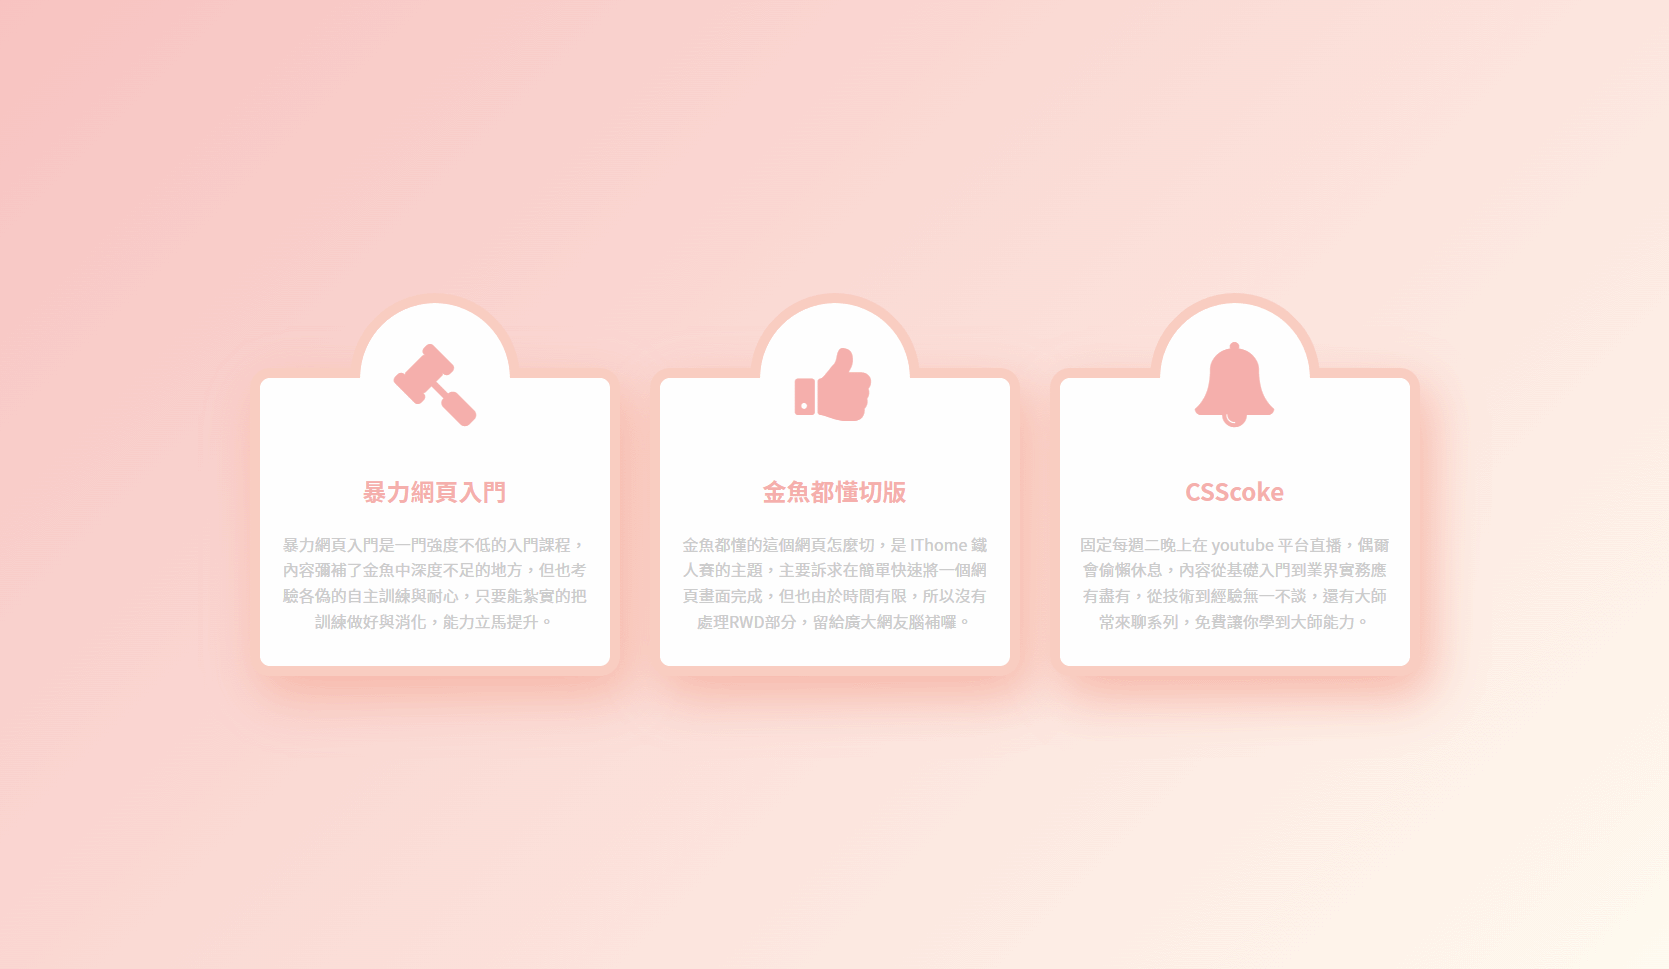 暴力網頁入門
暴力網頁入門是一門強度不低的入門課程，
內容彌補了金魚中深度不足的地方，但也考
驗各偽的自主訓練與耐心，只要能紮實的把
訓練做好與消化，能力立馬提升。
金魚都懂切版
金魚都懂的這個網頁怎麼切，是 IThome 鐵
人賽的主題，主要訴求在簡單快速將一個網
頁畫面完成，但也由於時間有限，所以沒有
處理RWD部分，留給廣大網友腦補囉。
CSScoke
固定每週二晚上在 youtube 平台直播，偶爾
會偷懶休息，內容從基礎入門到業界實務應
有盡有，從技術到經驗無一不談，還有大師
常來聊系列，免費讓你學到大師能力。